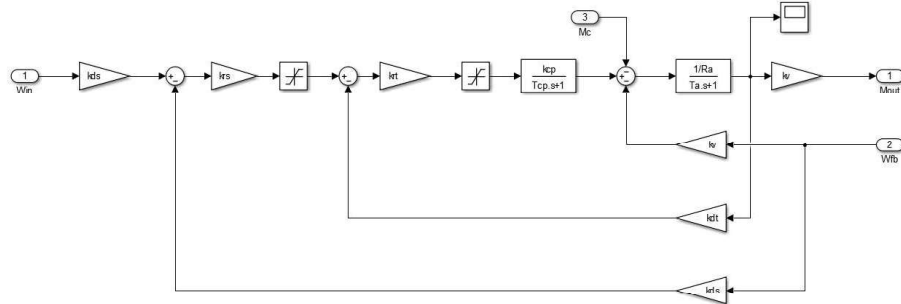 3
Mc
1
Win
kds
+
−
krs
+
−
krt
kcp
Tcp.s+1
−
+
−
1/Ra
Ta.s+1
kv
1
Mout
kv
2
Wfb
kdt
kds